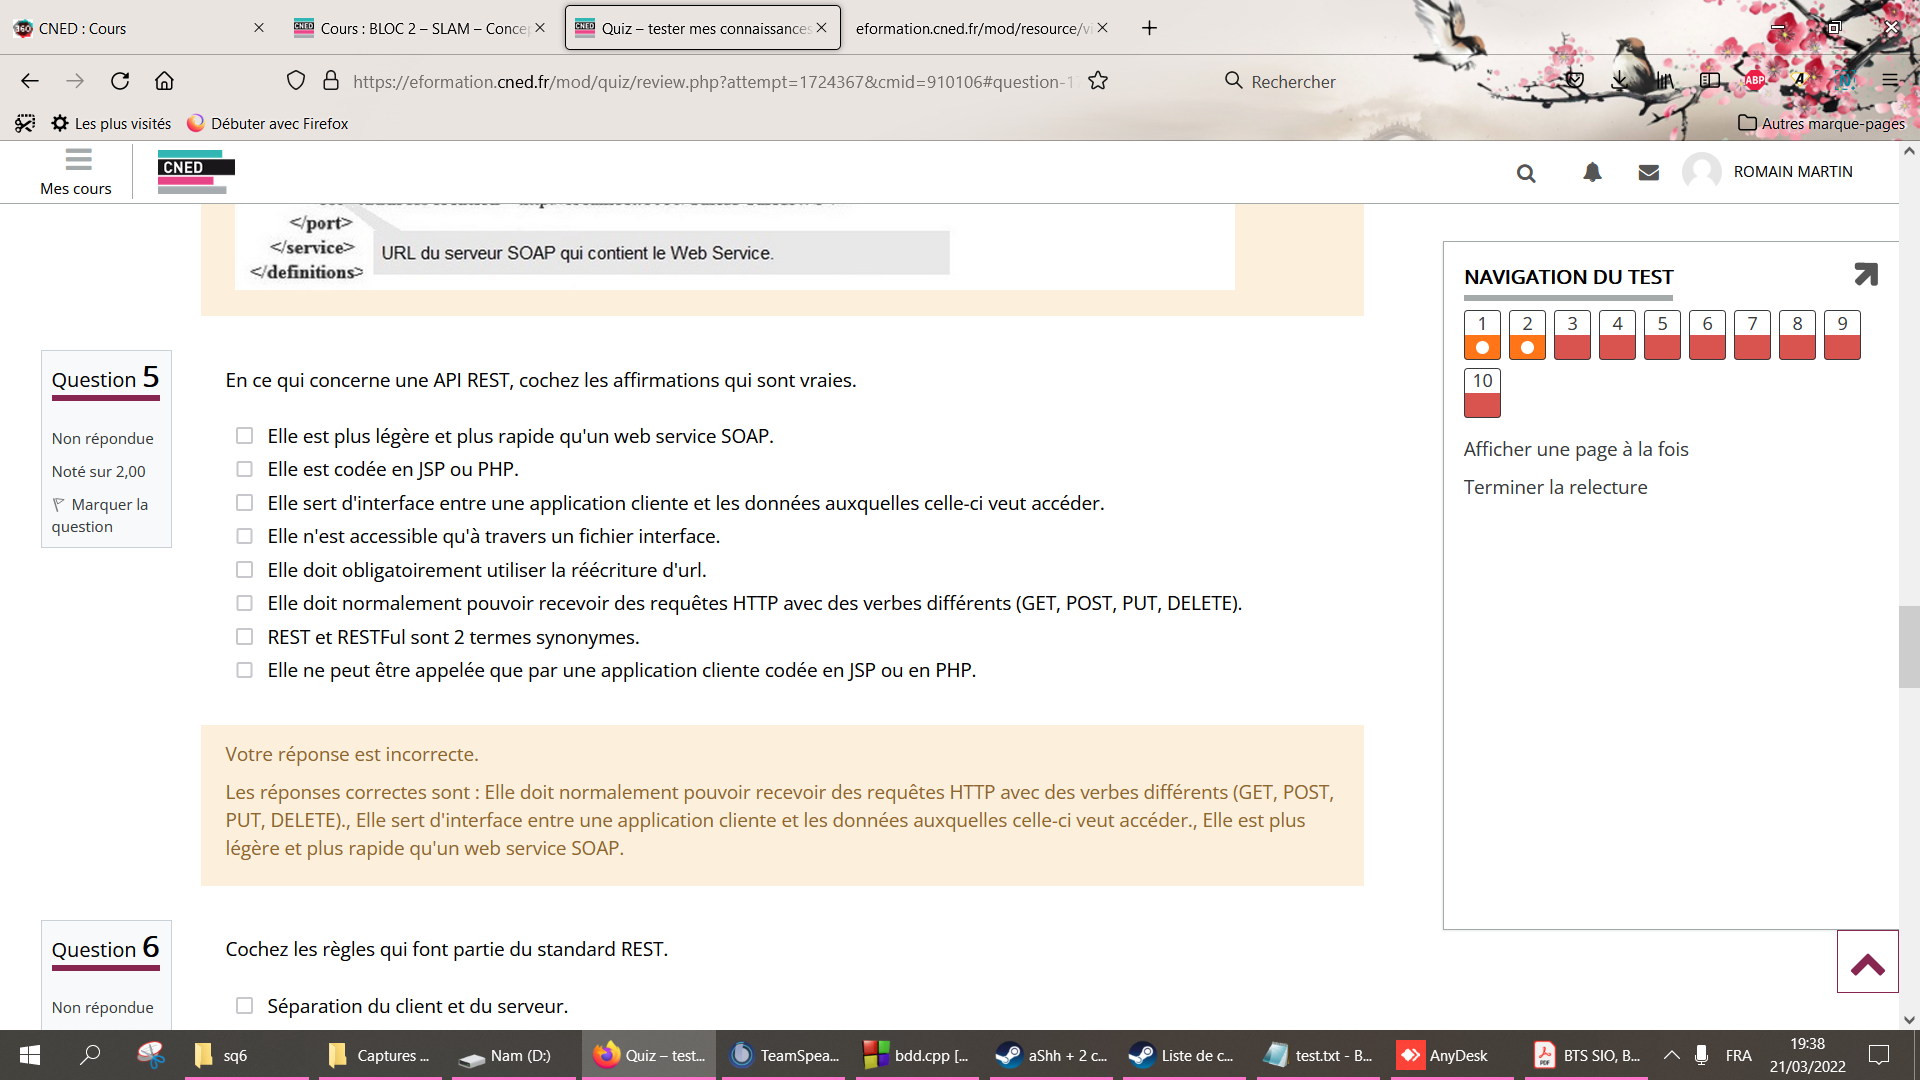 CNED : Cours
Cours : BLOC 2 – SLAM – Concep
Quiz – tester mes connaissances
eformation.cned.fr/mod/resource/vi
https://eformation.cned.fr/mod/quiz/review.php?attempt=1724367&cmid=910106#question-1
Rechercher
ABP
Les plus visités
Débuter avec Firefox
Autres marque-pages
Mes cours
CNED
ROMAIN MARTIN
</port>
</service>
</definitions>
URL du serveur SOAP qui contient le Web Service.
Question 5
Non répondue
Noté sur 2,00
Marquer la
question
En ce qui concerne une API REST, cochez les affirmations qui sont vraies.
Elle est plus légère et plus rapide qu'un web service SOAP.
Elle est codée en JSP ou PHP.
Elle sert d'interface entre une application cliente et les données auxquelles celle-ci veut accéder.
Elle n'est accessible qu'à travers un fichier interface.
Elle doit obligatoirement utiliser la réécriture d'url.
Elle doit normalement pouvoir recevoir des requêtes HTTP avec des verbes différents (GET, POST, PUT, DELETE).
REST et RESTFul sont 2 termes synonymes.
Elle ne peut être appelée que par une application cliente codée en JSP ou en PHP.
Votre réponse est incorrecte.
Les réponses correctes sont : Elle doit normalement pouvoir recevoir des requêtes HTTP avec des verbes différents (GET, POST,
PUT, DELETE)., Elle sert d'interface entre une application cliente et les données auxquelles celle-ci veut accéder., Elle est plus
légère et plus rapide qu'un web service SOAP.
Question 6
Non répondue
Cochez les règles qui font partie du standard REST.
Séparation du client et du serveur.
NAVIGATION DU TEST
1 2 3 4 5 6 7 8 9
10
Afficher une page à la fois
Terminer la relecture
sq6
Captures ...
Nam (D:)
Quiz – test...
TeamSpea...
bdd.cpp [...
aShh + 2 c...
Liste de c...
test.txt - B...
AnyDesk
BTS SIO, B...
FRA
19:38
21/03/2022